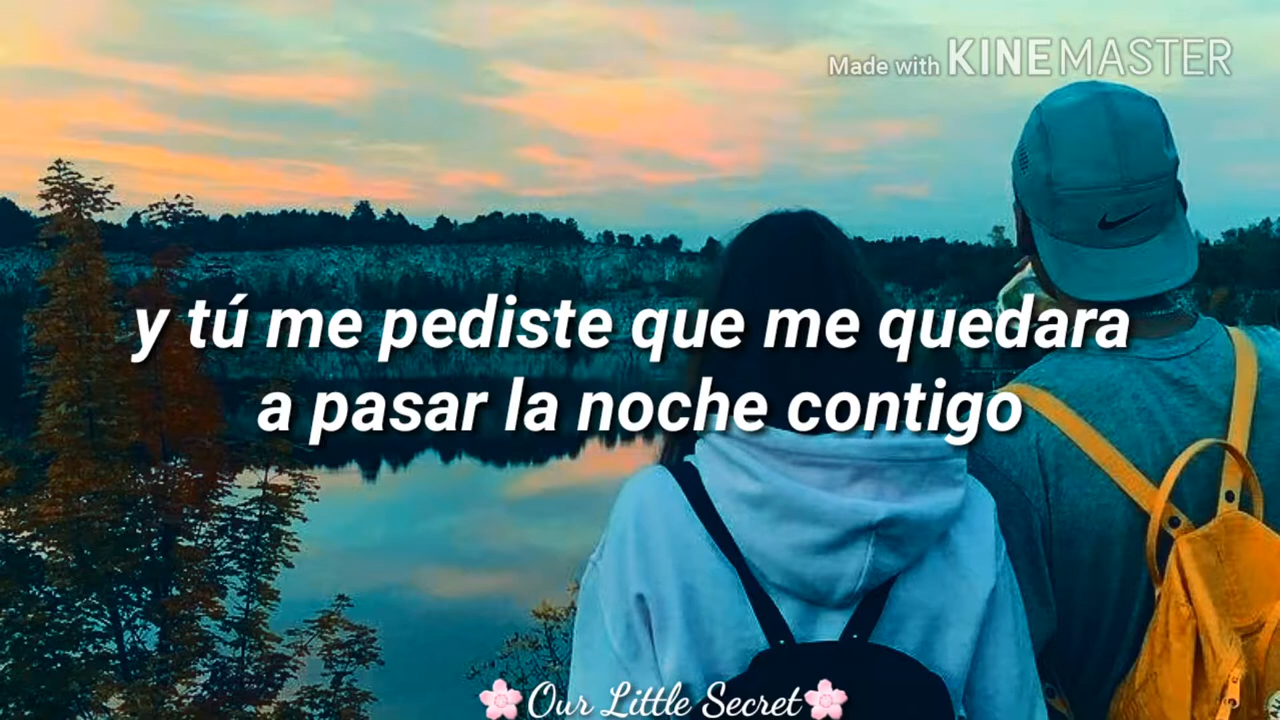 Made with KINEMASTER
y tú me pediste que me quedara
a pasar la noche contigo
🌸Our Little Secret🌸